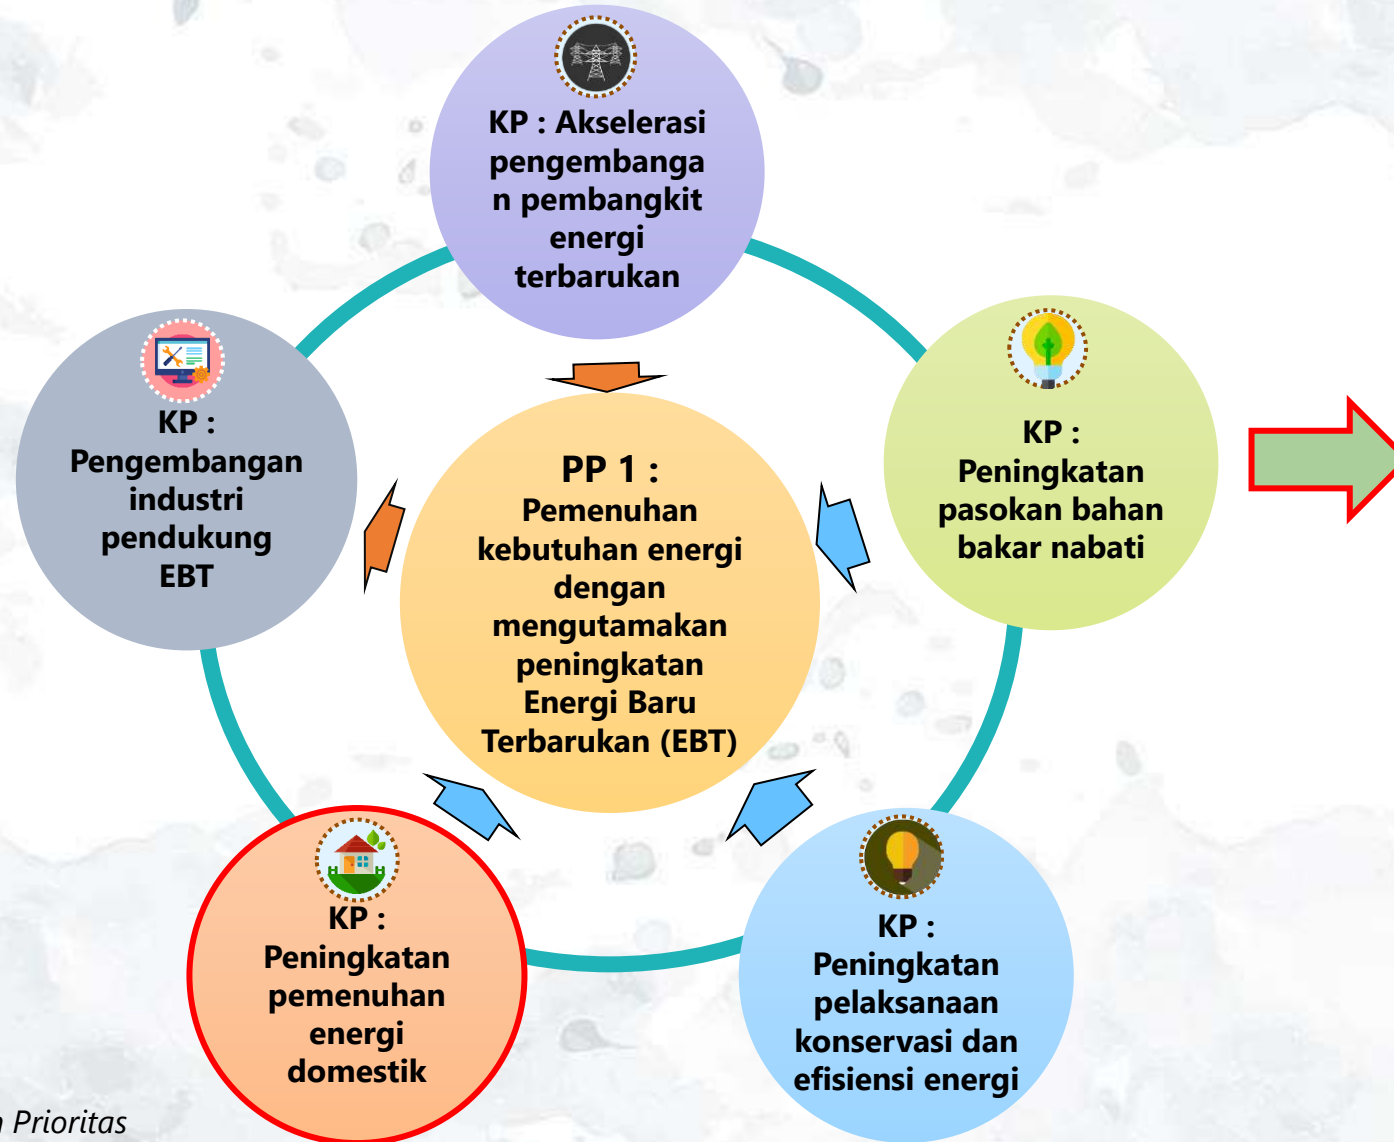 KP : Akselerasi
pengembanga
n pembangkit
energi
terbarukan
KP :
Pengembangan
industri
pendukung
EBT
PP 1 :
Pemenuhan
kebutuhan energi
dengan
mengutamakan
peningkatan
Energi Baru
Terbarukan (EBT)
KP :
Peningkatan
pasokan bahan
bakar nabati
KP :
Peningkatan
pemenuhan
energi
domestik
KP :
Peningkatan
pelaksanaan
konservasi dan
efisiensi energi
Prioritas